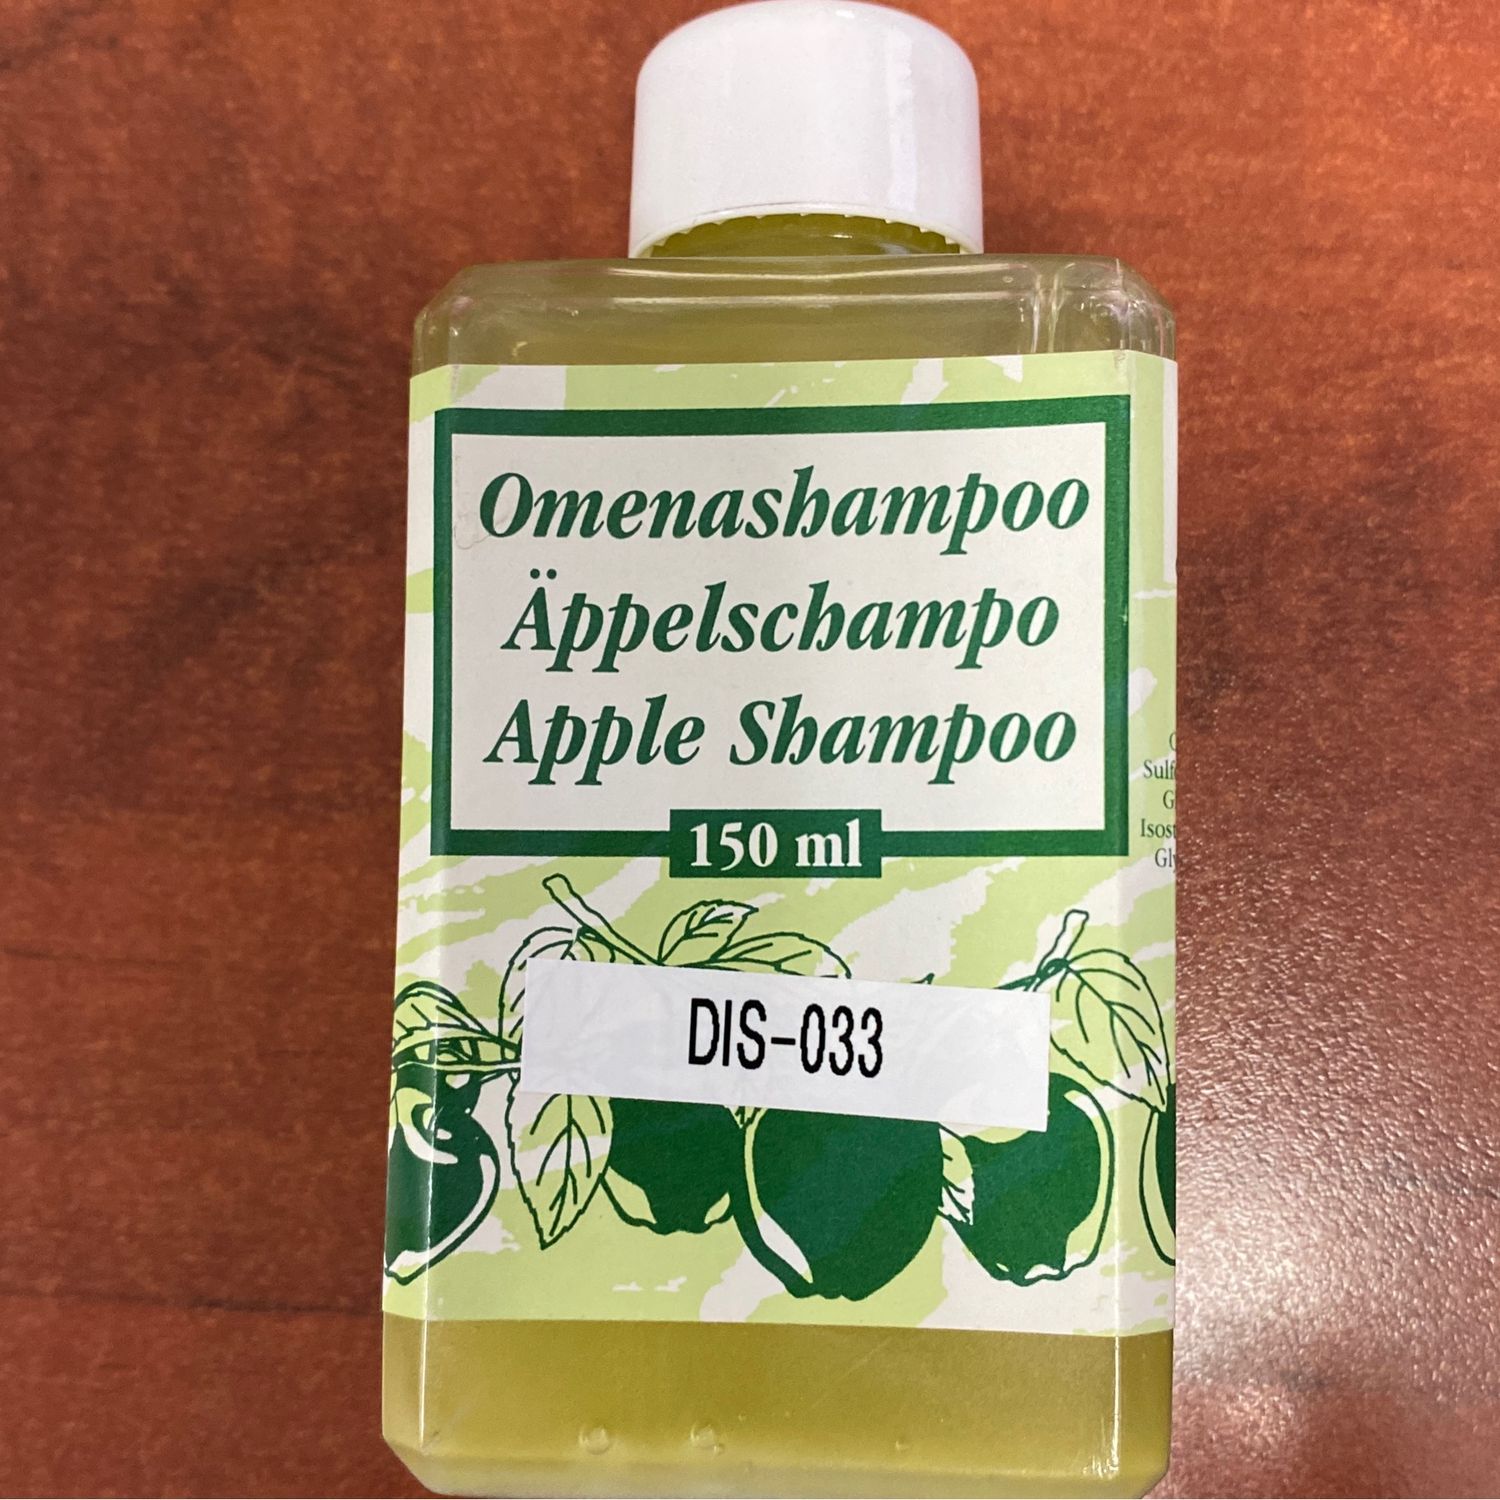 Omenashampoo
Äppelschampo
Apple Shampoo
150 ml
DIS-033